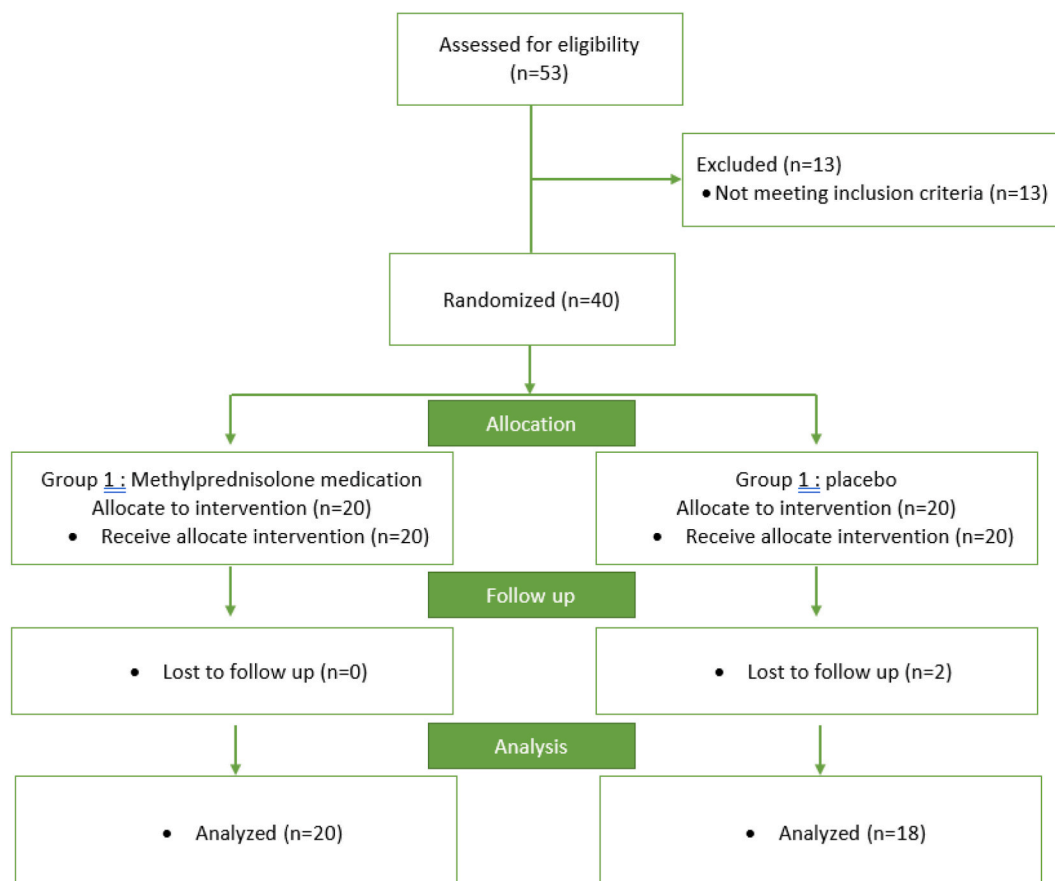 Assessed for eligibility
(n=53)
Excluded (n=13)
•Not meeting inclusion criteria (n=13)
Randomized (n=40)
Allocation
Group 1 : Methylprednisolone medication
Allocate to intervention (n=20)
• Receive allocate intervention (n=20)
Group 1 : placebo
Allocate to intervention (n=20)
• Receive allocate intervention (n=20)
Follow up
• Lost to follow up (n=0)
• Lost to follow up (n=2)
Analysis
• Analyzed (n=20)
• Analyzed (n=18)